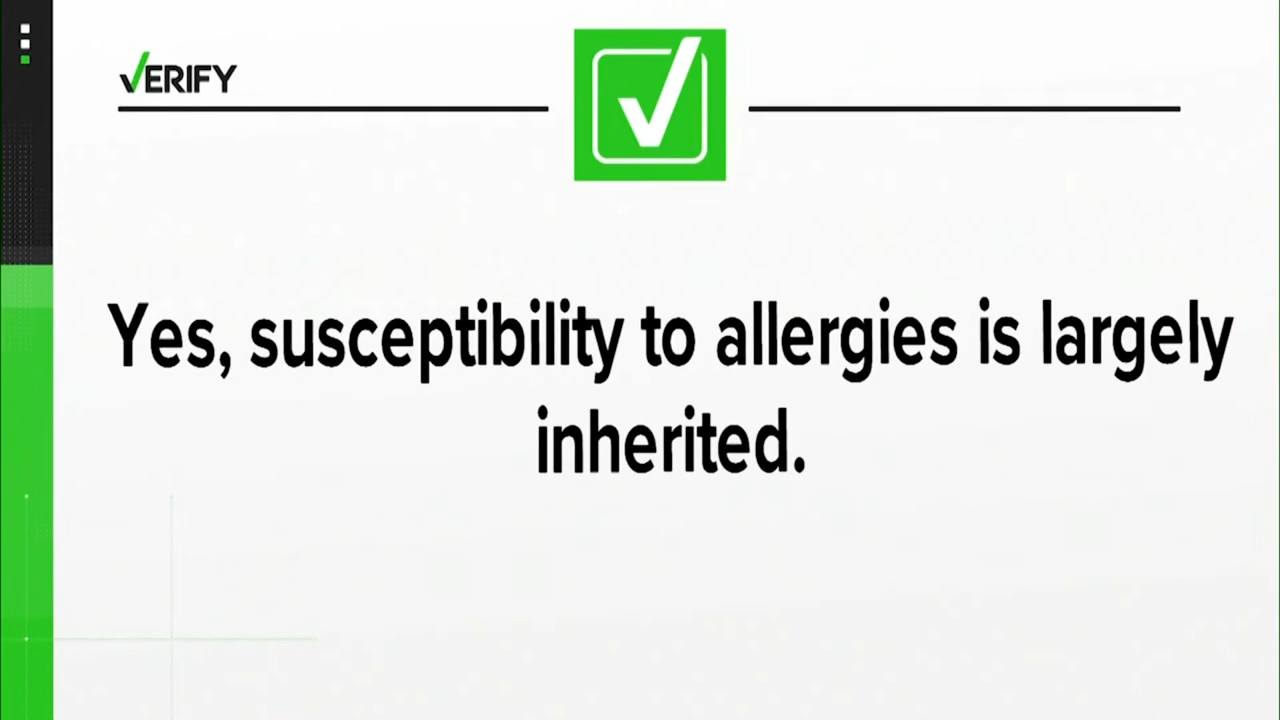 VERIFY
Yes, susceptibility to allergies is largely
inherited.